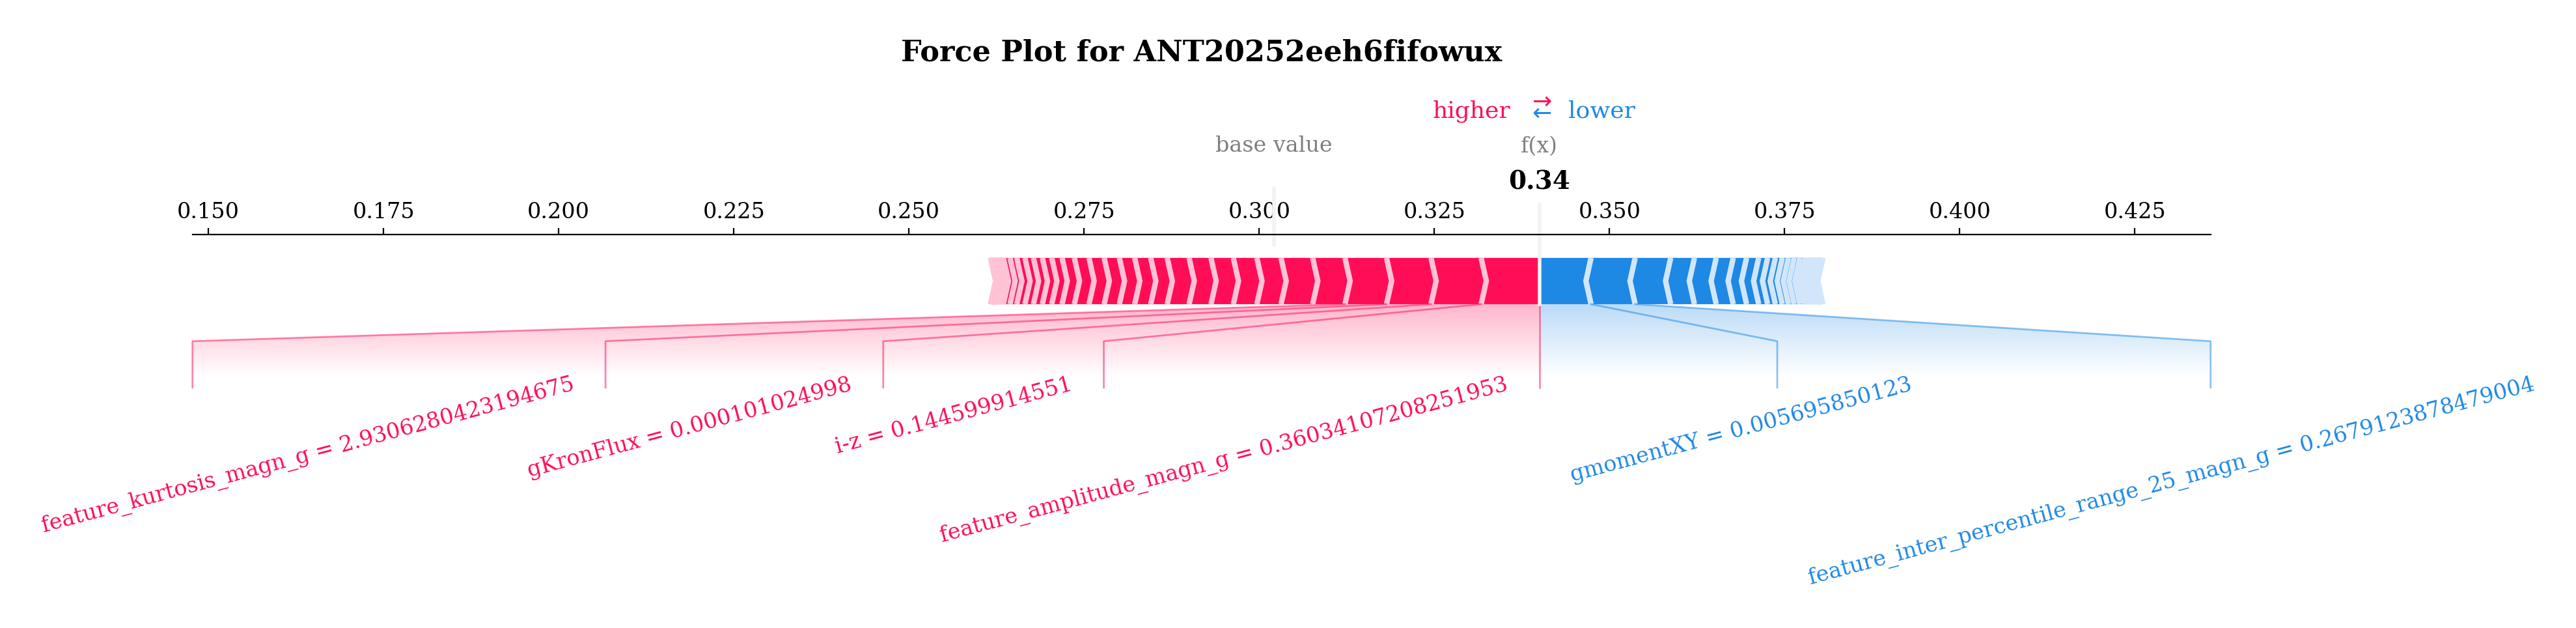 Force Plot for ANT20252eeh6fifowux
higher ⇄ lower
base value
f(x)
0.34
0.150 0.175 0.200 0.225 0.250 0.275 0.300 0.325 0.350 0.375 0.400 0.425
feature_kurtosis_magn_g = 2.9306280423194675
gKronFlux = 0.000101024998
i-z = 0.144599914551
feature_amplitude_magn_g = 0.36034107208251953
gmomentXY = 0.005695850123
feature_inter_percentile_range_25_magn_g = 0.2679123878479004